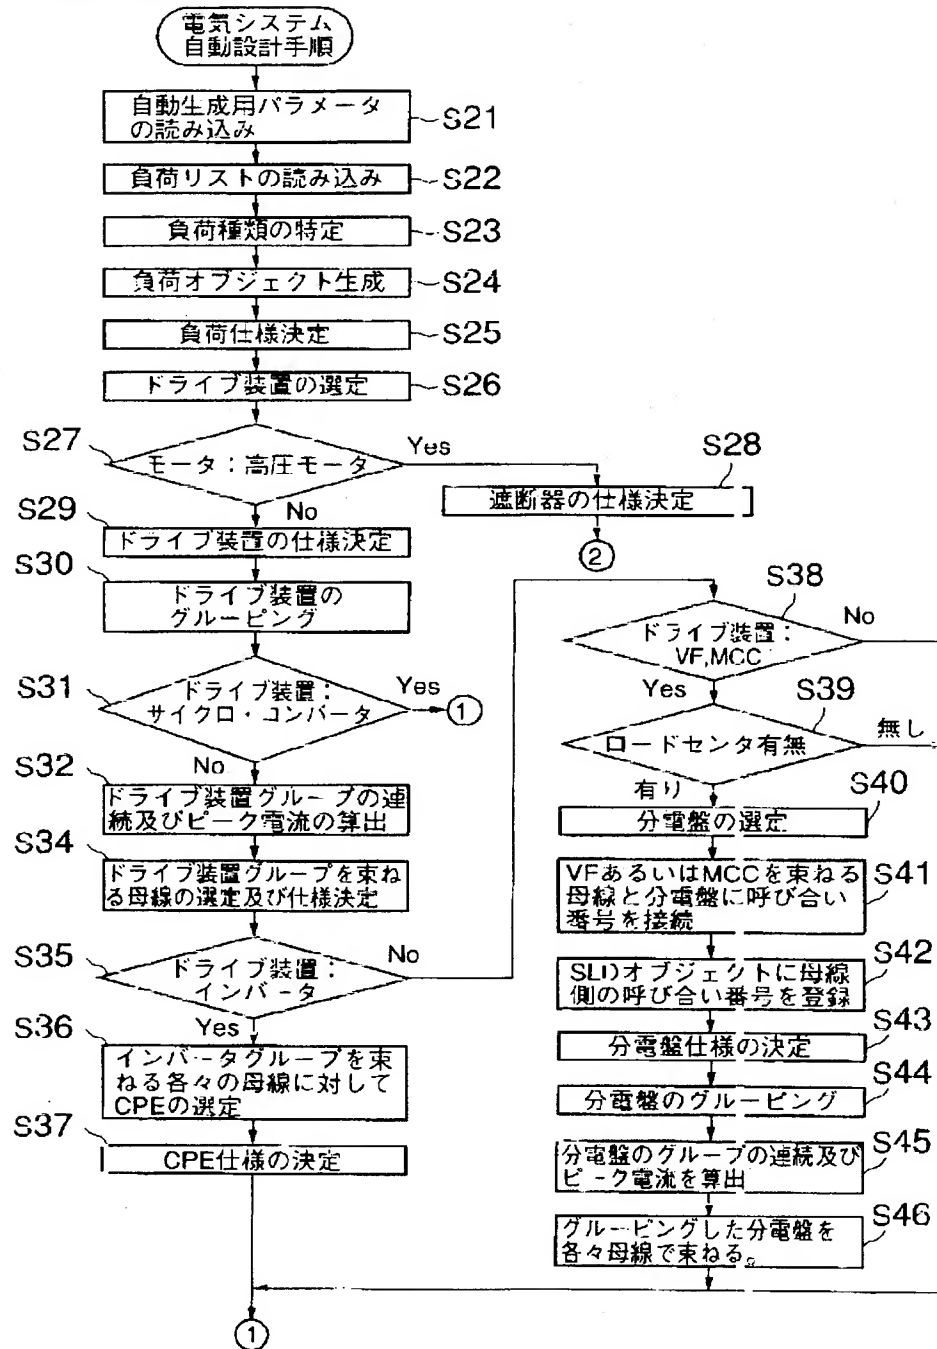 電気システム
自動設計手順
自動生成用パラメータ
の読み込み
S21
負荷リストの読み込み
S22
負荷種類の特定
S23
負荷オブジェクト生成
S24
負荷仕様決定
S25
ドライブ装置の選定
S26
S27
モータ：高圧モータ
Yes
No
S28
遮断器の仕様決定
②
S29
ドライブ装置の仕様決定
S30
ドライブ装置の
グルーピング
S31
ドライブ装置：
サイクロ・コンバータ
Yes
①
No
S32
ドライブ装置グループの連
続及びピーク電流の算出
S34
ドライブ装置グループを束ね
る母線の選定及び仕様決定
S35
ドライブ装置：
インバータ
No
Yes
S36
インバータグループを束
ねる各々の母線に対して
CPEの選定
S37
CPE仕様の決定
①
S38
ドライブ装置：
VF,MCC
No
Yes
S39
ロードセンタ有無
無し
有り
S40
分電盤の選定
VFあるいはMCCを束ねる
母線と分電盤に呼び合い
番号を接続
S41
SLDオブジェクトに母線
側の呼び合い番号を登録
S42
S43
分電盤仕様の決定
S44
分電盤のグルーピング
S45
分電盤のグループの連続及び
ピーク電流を算出
S46
グルーピングした分電盤を
各々母線で束ねる。